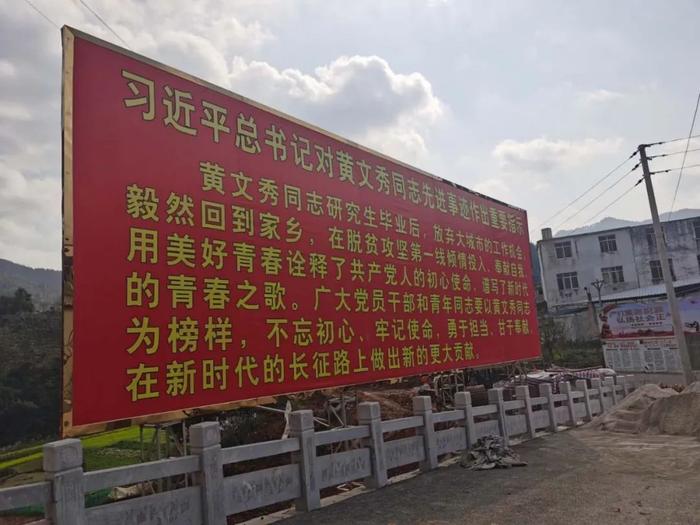 习近平总书记对黄文秀同志先进事迹作出重要指示
黄文秀同志研究生毕业后，放弃大城市的工作机会，
毅然回到家乡，在脱贫攻坚第一线倾情投入、奉献自我，
用美好青春诠释了共产党人的初心使命，谱写了新时代
的青春之歌。广大党员干部和青年同志要以黄文秀同志
为榜样，不忘初心、牢记使命，勇于担当、甘于奉献，
在新时代的长征路上做出新的更大贡献。